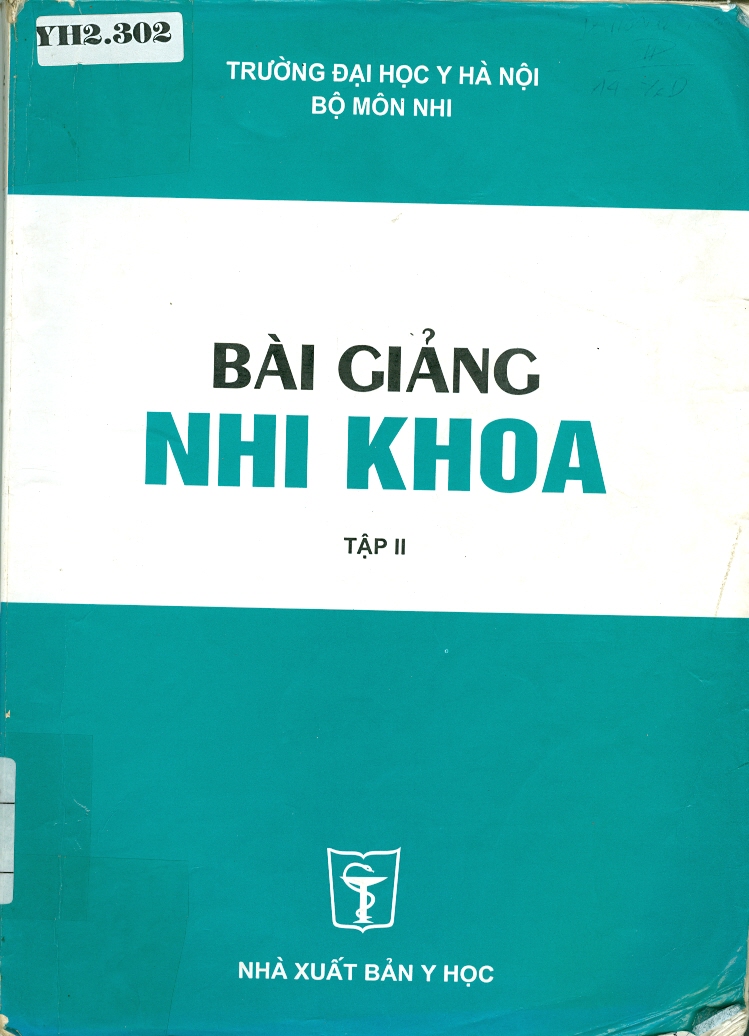 YH2.302
TRƯỜNG ĐẠI HỌC Y HÀ NỘI
BỘ MÔN NHI
BÀI GIẢNG
NHI KHOA
TẬP II
NHÀ XUẤT BẢN Y HỌC